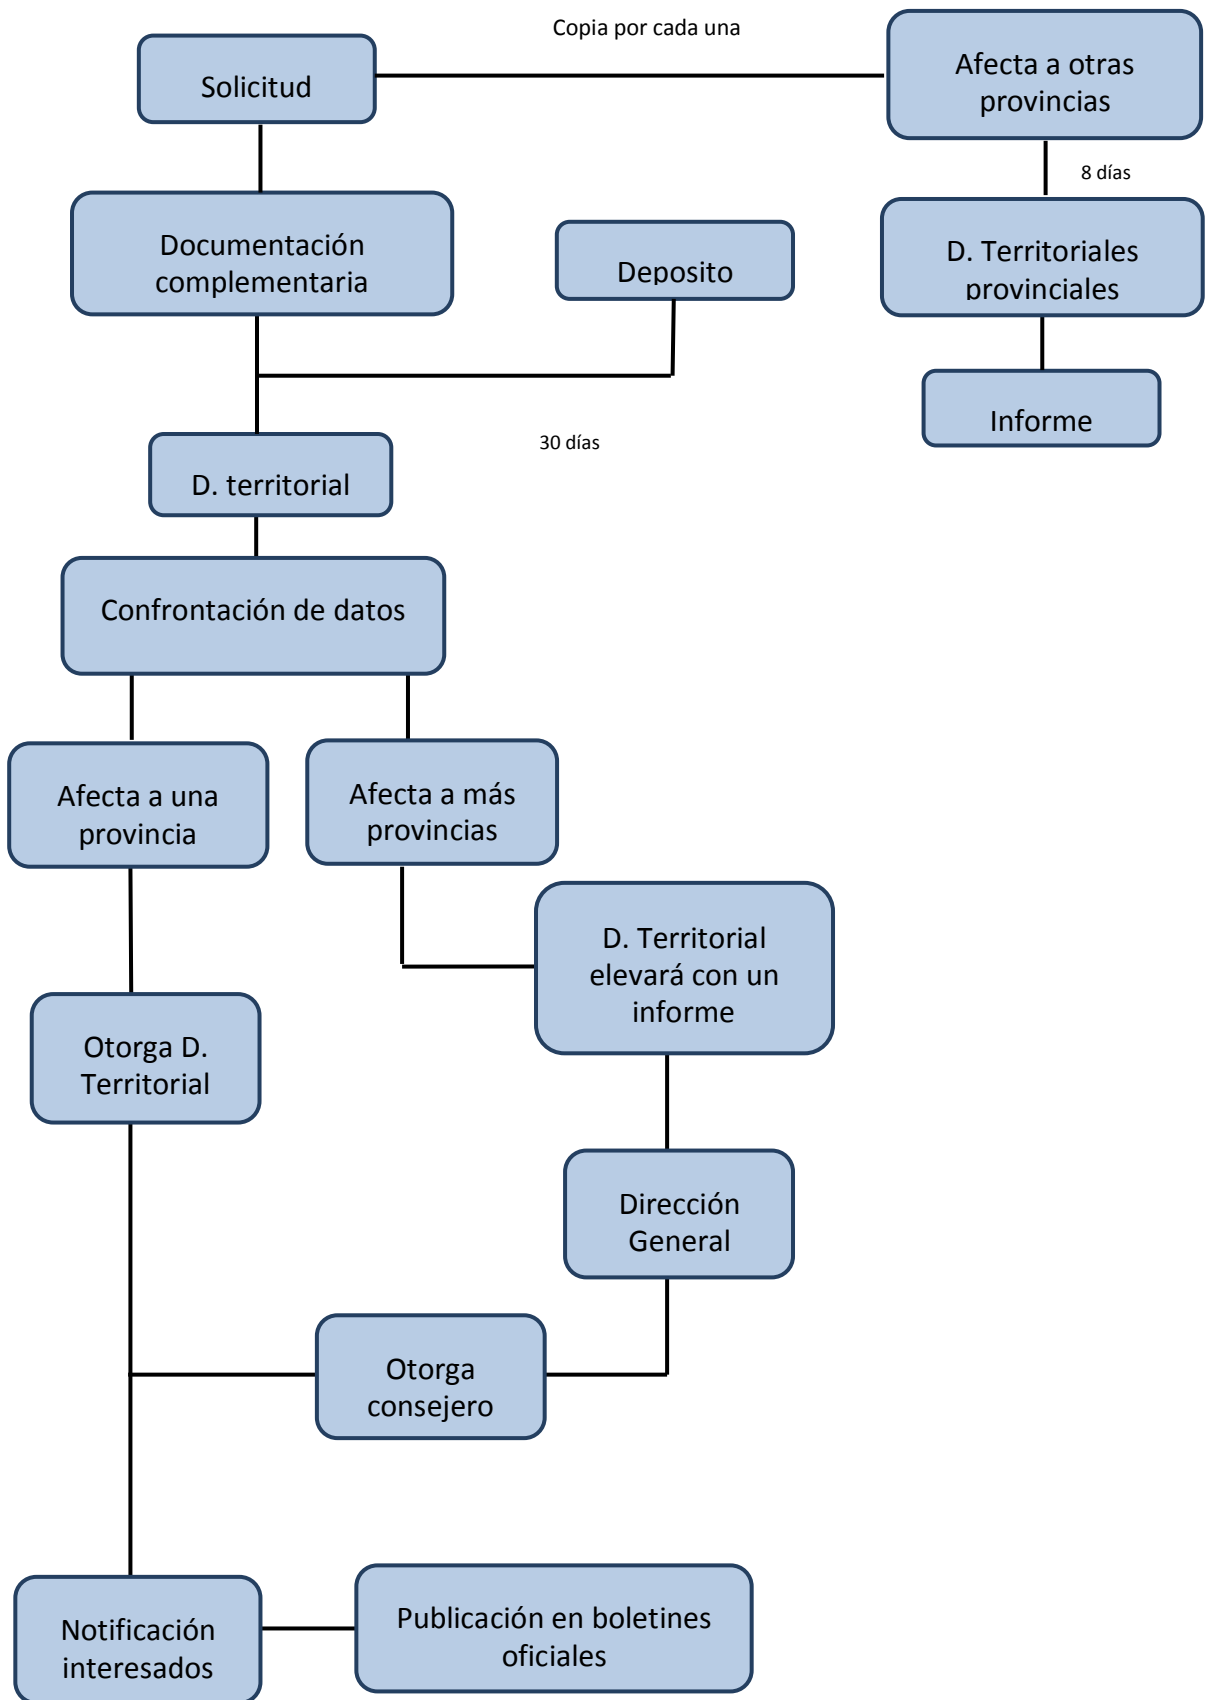 Copia por cada una
Solicitud
Afecta a otras
provincias
8 días
Documentación
complementaria
Deposito
D. Territoriales
provinciales
Informe
30 días
D. territorial
Confrontación de datos
Afecta a una
provincia
Afecta a más
provincias
D. Territorial
elevará con un
informe
Otorga D.
Territorial
Dirección
General
Otorga
consejero
Notificación
interesados
Publicación en boletines
oficiales